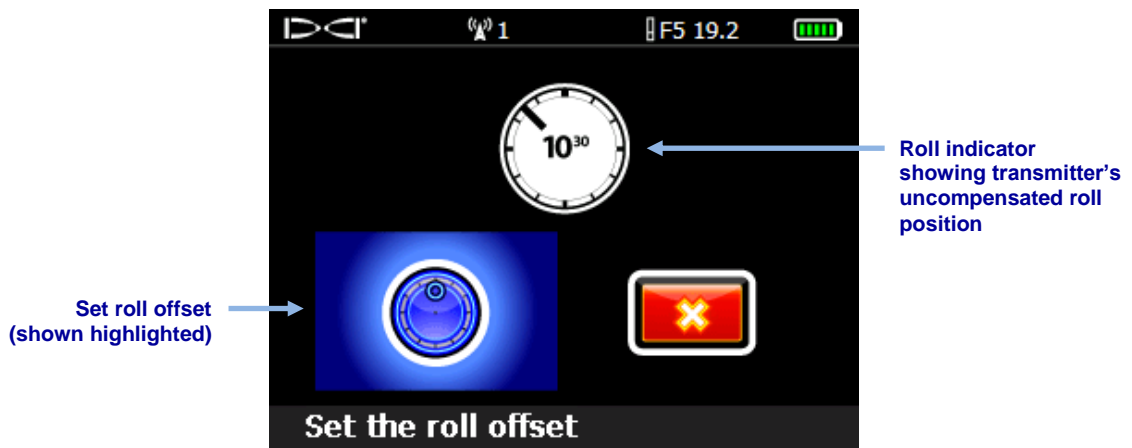 DCI
1
F5 19.2
10³⁰
Roll indicator
showing transmitter’s
uncompensated roll
position
Set roll offset
(shown highlighted)
Set the roll offset